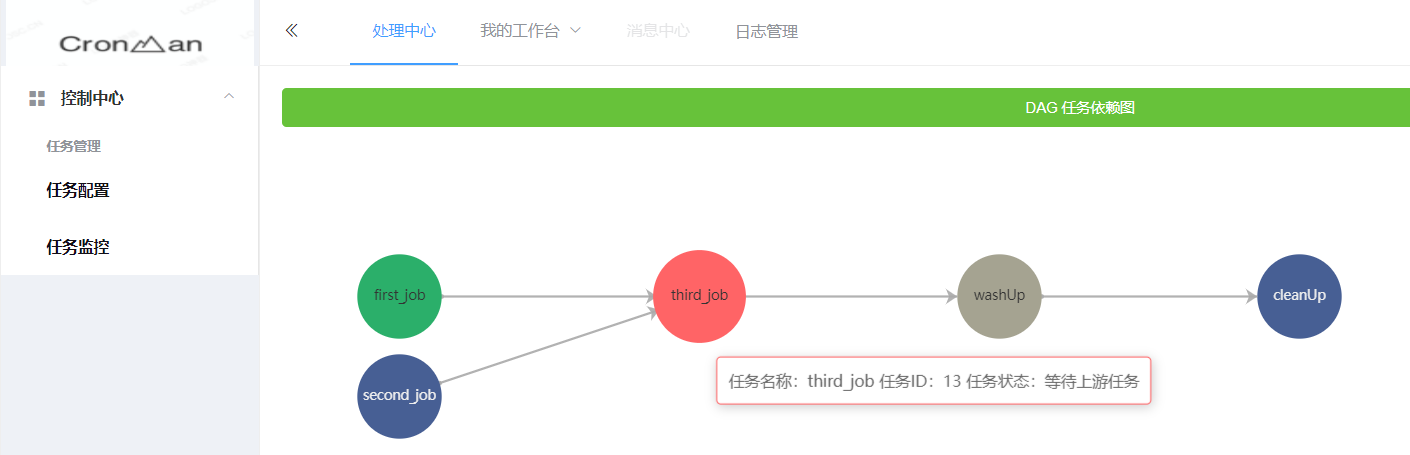 CronMan
处理中心 我的工作台 消息中心 日志管理
控制中心
任务管理
任务配置
任务监控
DAG 任务依赖图
first_job third_job washUp cleanUp
second_job
任务名称：third_job 任务ID：13 任务状态：等待上游任务